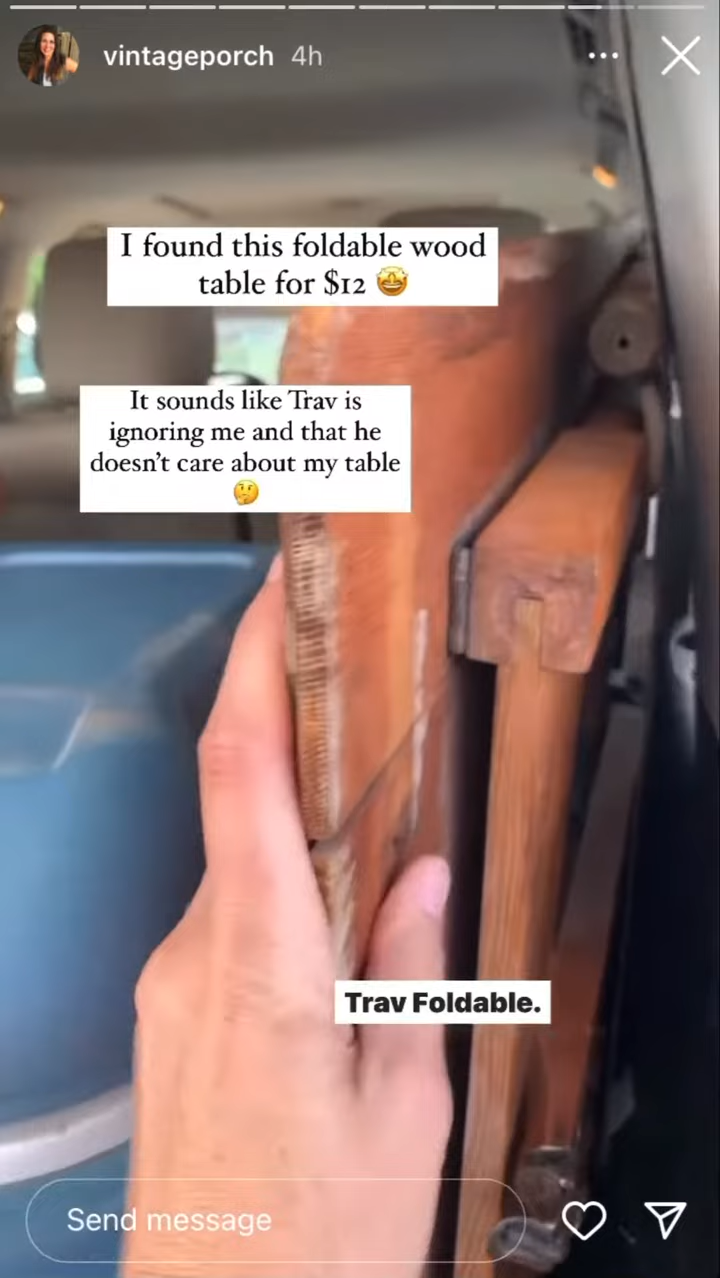 vintageporch 4h
I found this foldable wood
table for $12 🤩
It sounds like Trav is
ignoring me and that he
doesn't care about my table
🤔
Trav Foldable.
Send message